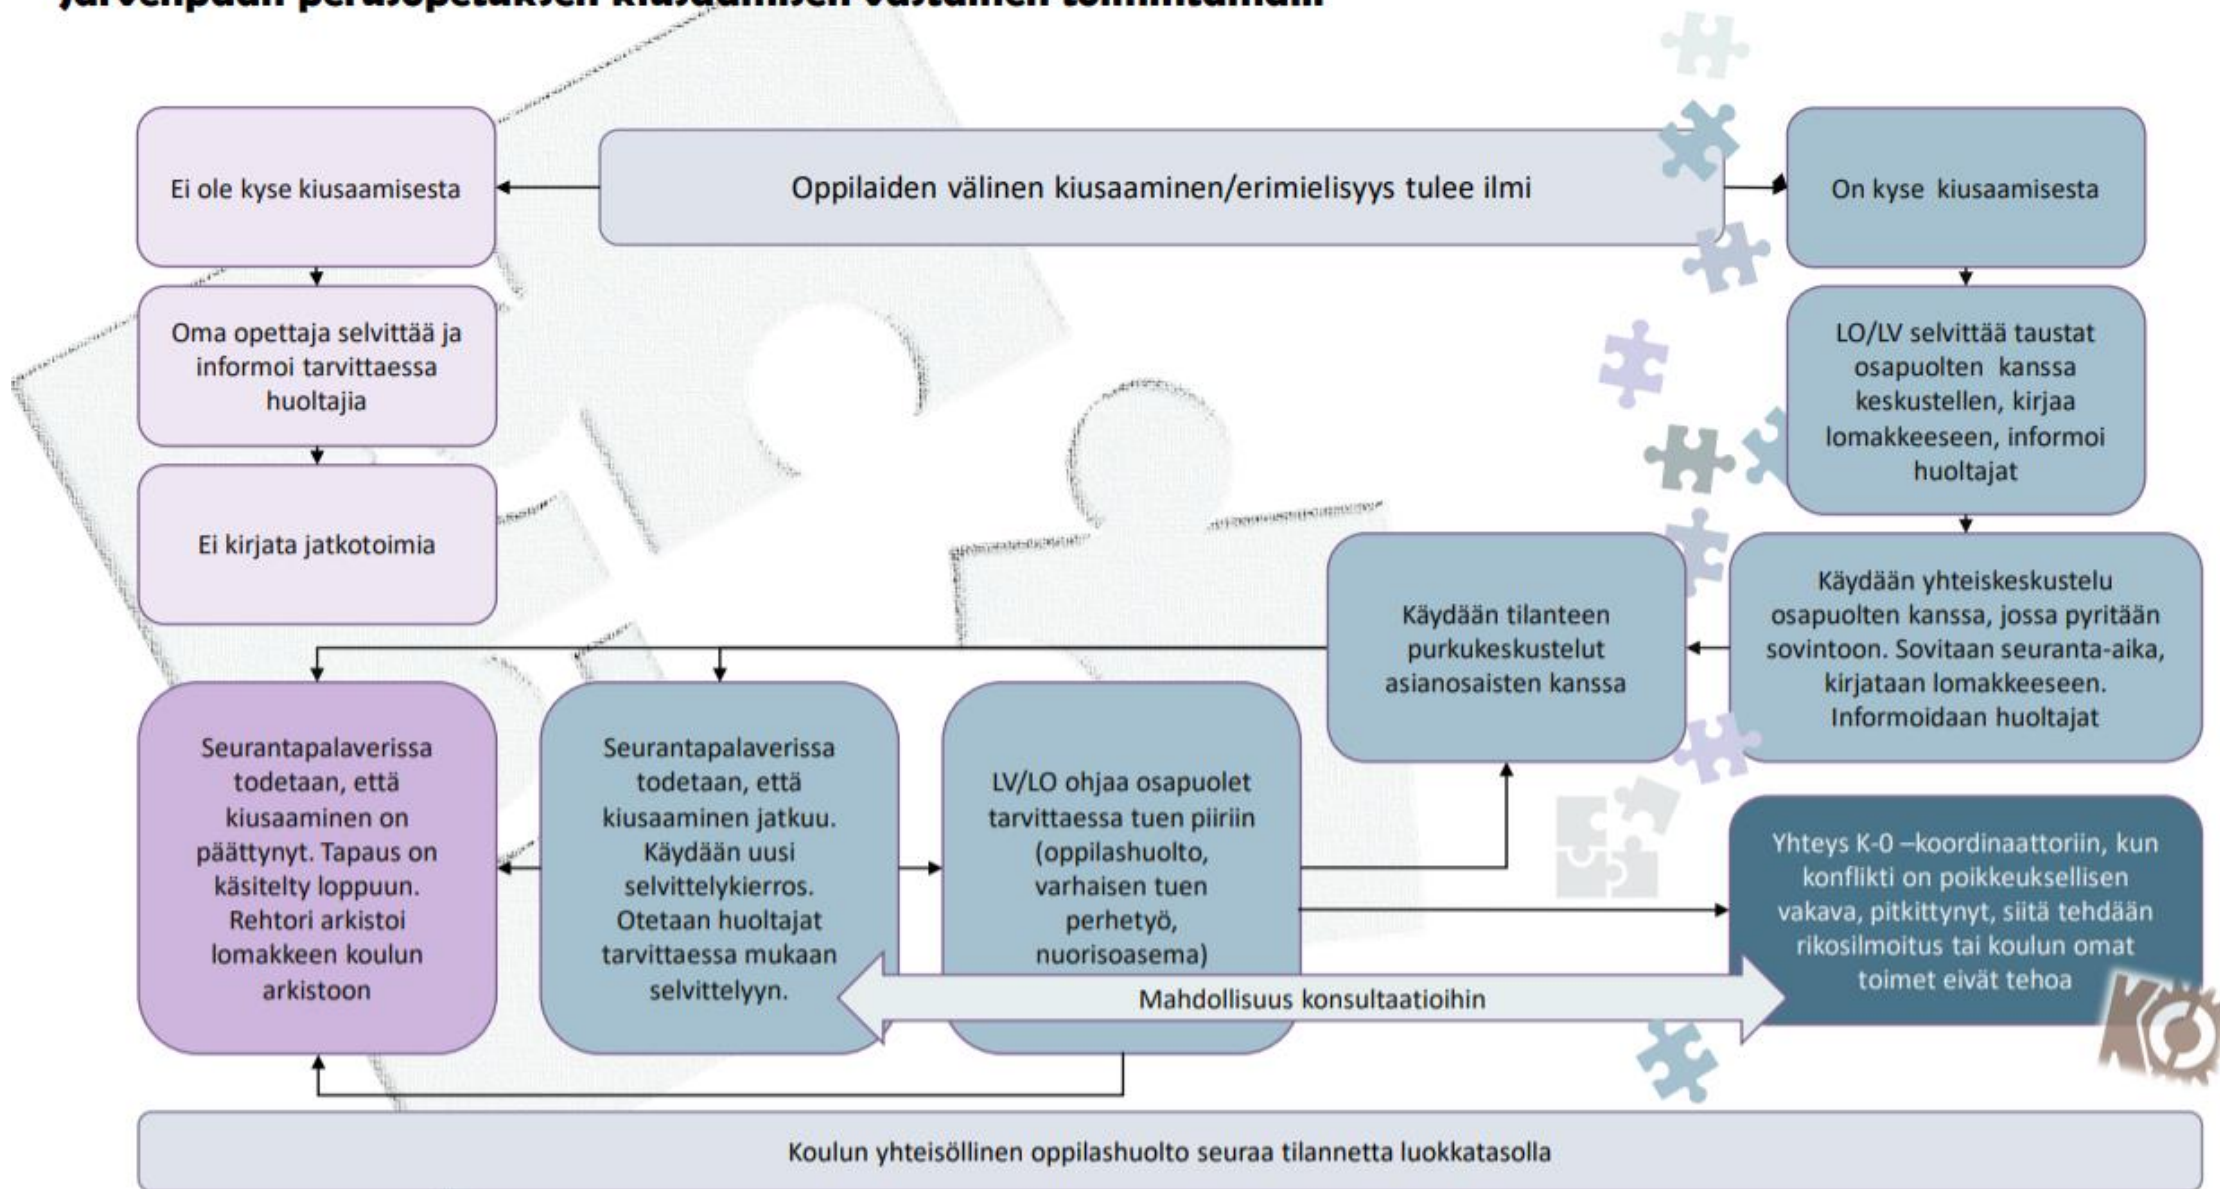 Järvenpään perusopetuksen kiusaamisen vastainen toimintamalli
Ei ole kyse kiusaamisesta
Oppilaiden välinen kiusaaminen/erimielisyys tulee ilmi
On kyse kiusaamisesta
Oma opettaja selvittää ja
informoi tarvittaessa
huoltajia
LO/LV selvittää taustat
osapuolten kanssa
keskustellen, kirjaa
lomakkeeseen, informoi
huoltajat
Ei kirjata jatkotoimia
Käydään tilanteen
purkukeskustelut
asianosaisten kanssa
Käydään yhteiskeskustelu
osapuolten kanssa, jossa pyritään
sovintoon. Sovitaan seuranta-aika,
kirjataan lomakkeeseen.
Informoidaan huoltajat
Seurantapalaverissa
todetaan, että
kiusaaminen on
päättynyt. Tapaus on
käsitelty loppuun.
Rehtori arkistoi
lomakkeen koulun
arkistoon
Seurantapalaverissa
todetaan, että
kiusaaminen jatkuu.
Käydään uusi
selvittelykierros.
Otetaan huoltajat
tarvittaessa mukaan
selvittelyyn.
LV/LO ohjaa osapuolet
tarvittaessa tuen piiriin
(oppilashuolto,
varhaisen tuen
perhetyö,
nuorisoasema)
Yhteys K-0 –koordinaattoriin, kun
konflikti on poikkeuksellisen
vakava, pitkittynyt, siitä tehdään
rikosilmoitus tai koulun omat
toimet eivät tehoa
Mahdollisuus konsultaatioihin
KO
Koulun yhteisöllinen oppilashuolto seuraa tilannetta luokkatasolla